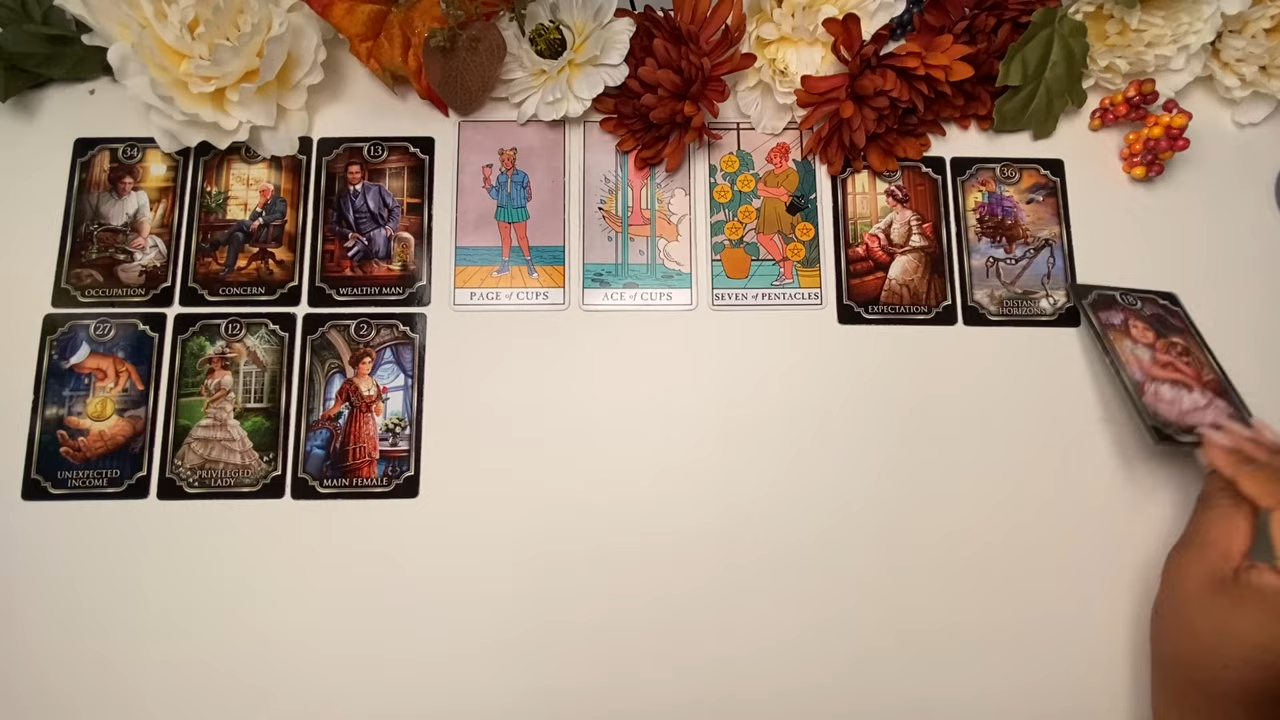 34
OCCUPATION
CONCERN
13
WEALTHY MAN
PAGE of CUPS
ACE of CUPS
SEVEN of PENTACLES
EXPECTATION
36
DISTANT
HORIZONS
18
27
UNEXPECTED
INCOME
12
PRIVILEGED
LADY
2
MAIN FEMALE